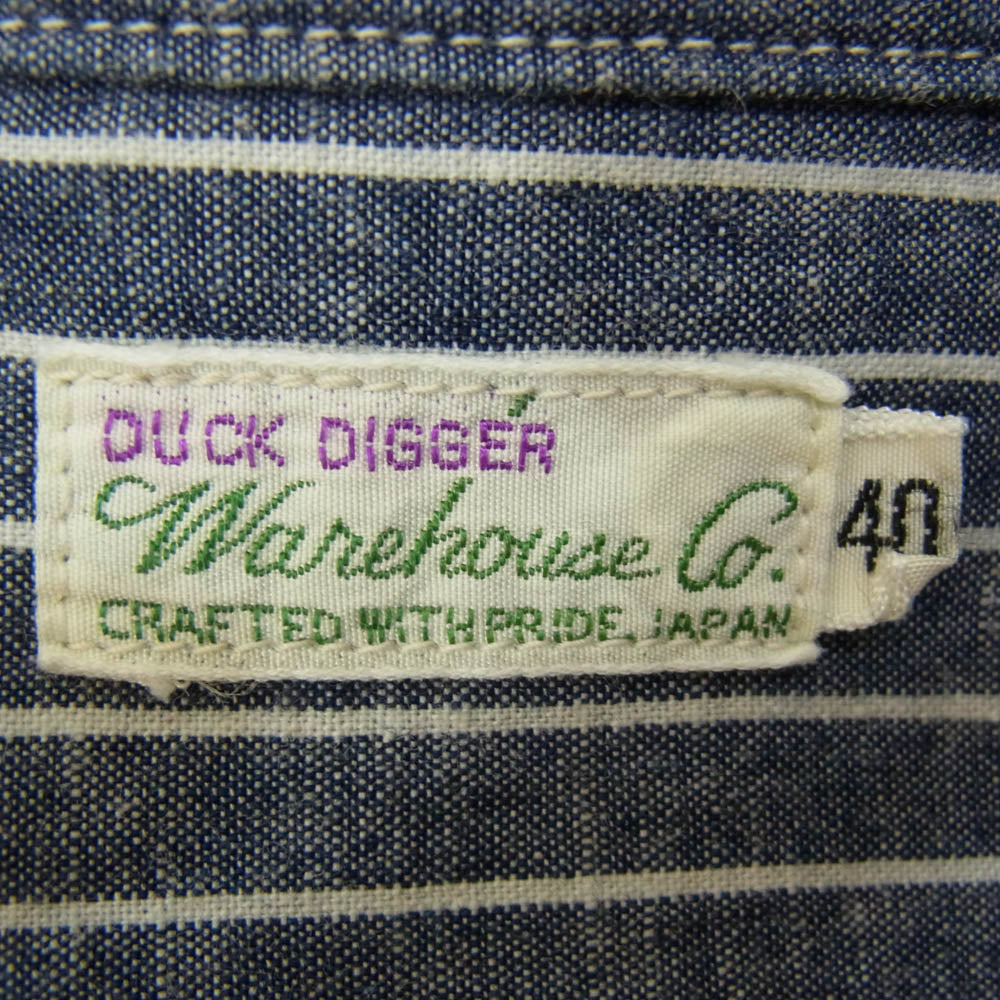 DUCK DIGGER
Warehouse Co.
40
CRAFTED WITH PRIDE JAPAN